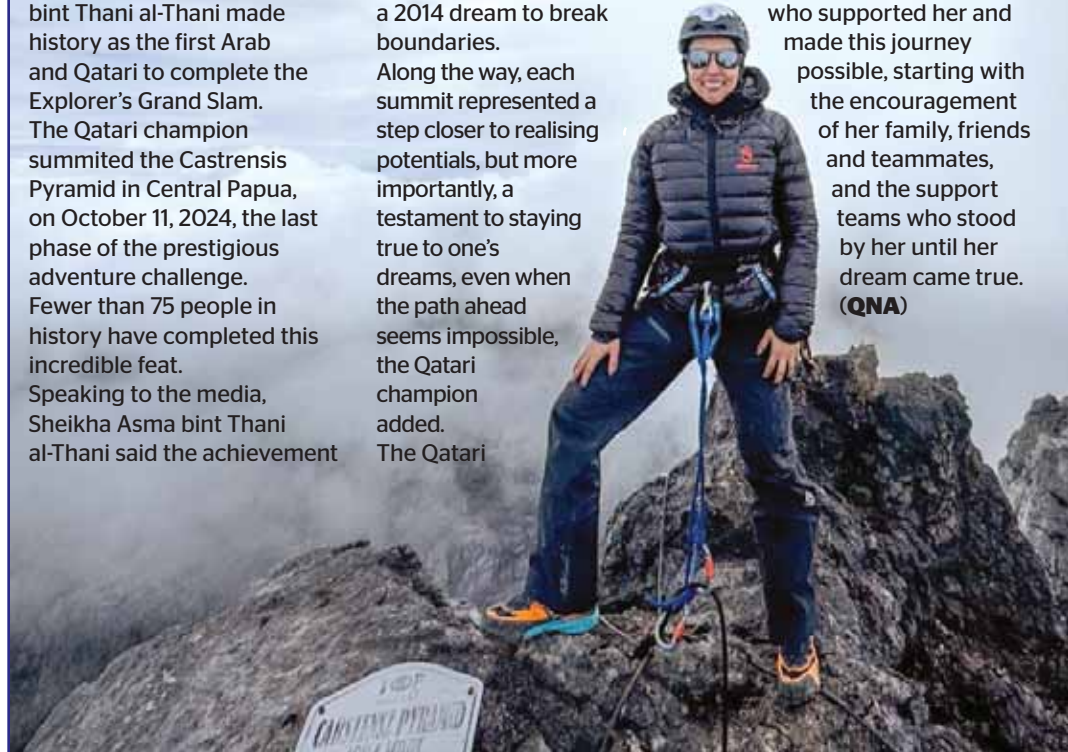 bint Thani al-Thani made
history as the first Arab
and Qatari to complete the
Explorer's Grand Slam.
The Qatari champion
summited the Castrensis
Pyramid in Central Papua,
on October 11, 2024, the last
phase of the prestigious
adventure challenge.
Fewer than 75 people in
history have completed this
incredible feat.
Speaking to the media,
Sheikha Asma bint Thani
al-Thani said the achievement
a 2014 dream to break
boundaries.
Along the way, each
summit represented a
step closer to realising
potentials, but more
importantly, a
testament to staying
true to one's
dreams, even when
the path ahead
seems impossible,
the Qatari
champion
added.
The Qatari
who supported her and
made this journey
possible, starting with
the encouragement
of her family, friends
and teammates,
and the support
teams who stood
by her until her
dream came true.
(QNA)
PYRAMID